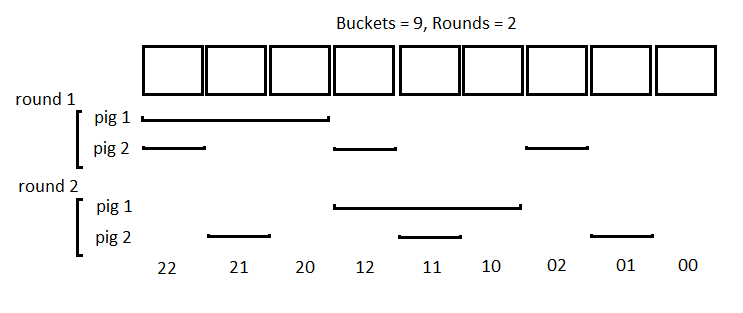 Buckets = 9, Rounds = 2
round 1
pig 1
pig 2
round 2
pig 1
pig 2
22 21 20 12 11 10 02 01 00